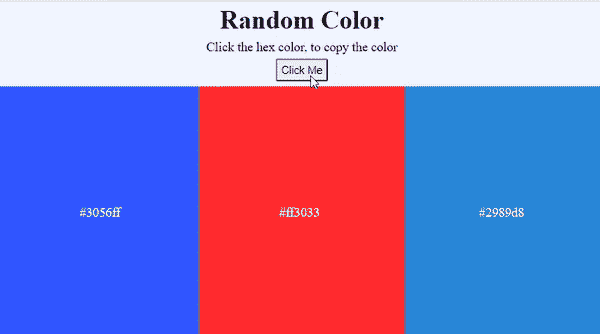 Random Color
Click the hex color, to copy the color
Click Me
#3056ff
#ff3033
#2989d8